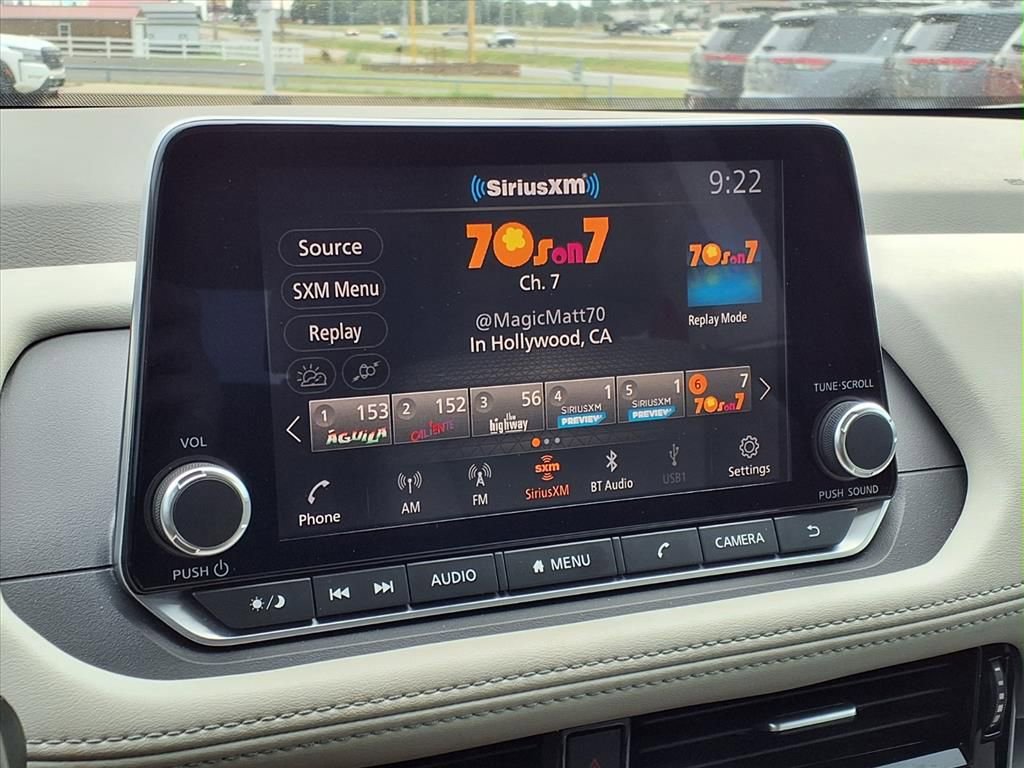 SiriusXM
9:22
Source
70s on 7
70s on 7
SXM Menu
Ch. 7
Replay
@MagicMatt70
Replay Mode
In Hollywood, CA
1 153 ÁGUILA
2 152 CALIENTE
3 56 the highway
4 1 SIRIUSXM PREVIEW
5 1 SIRIUSXM PREVIEW
6 7 70s on 7
TUNE·SCROLL
VOL
Phone
AM
FM
sxm
SiriusXM
BT Audio
USB1
Settings
PUSH SOUND
PUSH
AUDIO
MENU
CAMERA